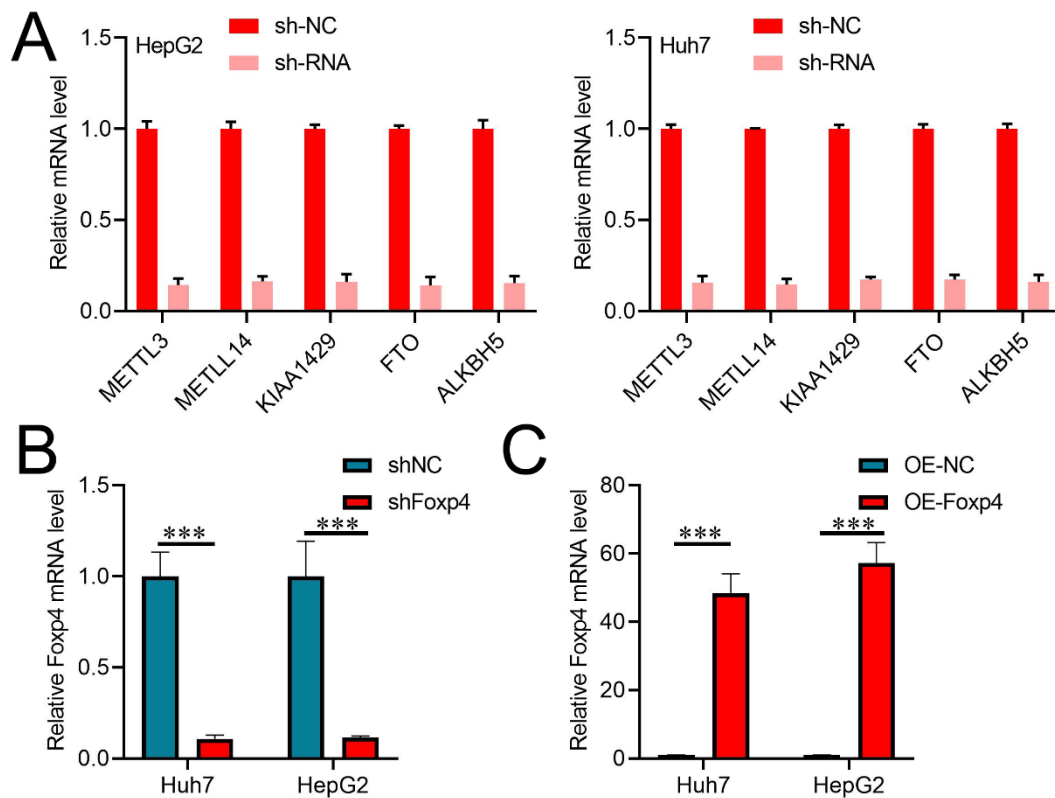 A
HepG2
sh-NC
sh-RNA
Relative mRNA level
1.5
1.0
0.5
0.0
METTL3
METLL14
KIAA1429
FTO
ALKBH5
Huh7
sh-NC
sh-RNA
Relative mRNA level
1.5
1.0
0.5
0.0
METTL3
METLL14
KIAA1429
FTO
ALKBH5
B
shNC
shFoxp4
Relative Foxp4 mRNA level
1.5
1.0
0.5
0.0
***
***
Huh7
HepG2
C
OE-NC
OE-Foxp4
Relative Foxp4 mRNA level
80
60
40
20
0
***
***
Huh7
HepG2